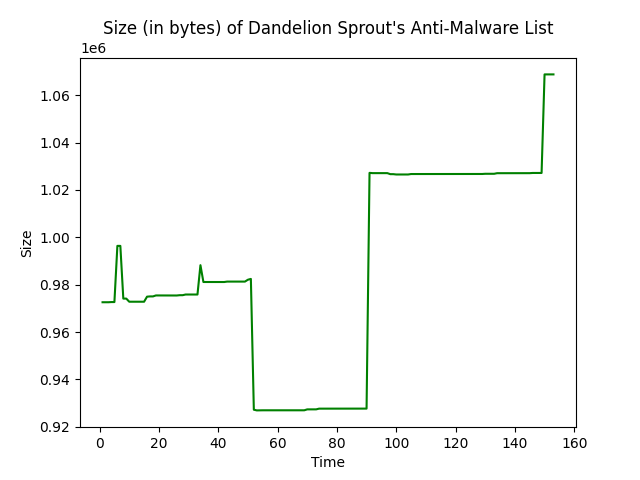 Size (in bytes) of Dandelion Sprout's Anti-Malware List
1e6
1.06
1.04
1.02
1.00
0.98
0.96
0.94
0.92
Size
0 20 40 60 80 100 120 140 160
Time